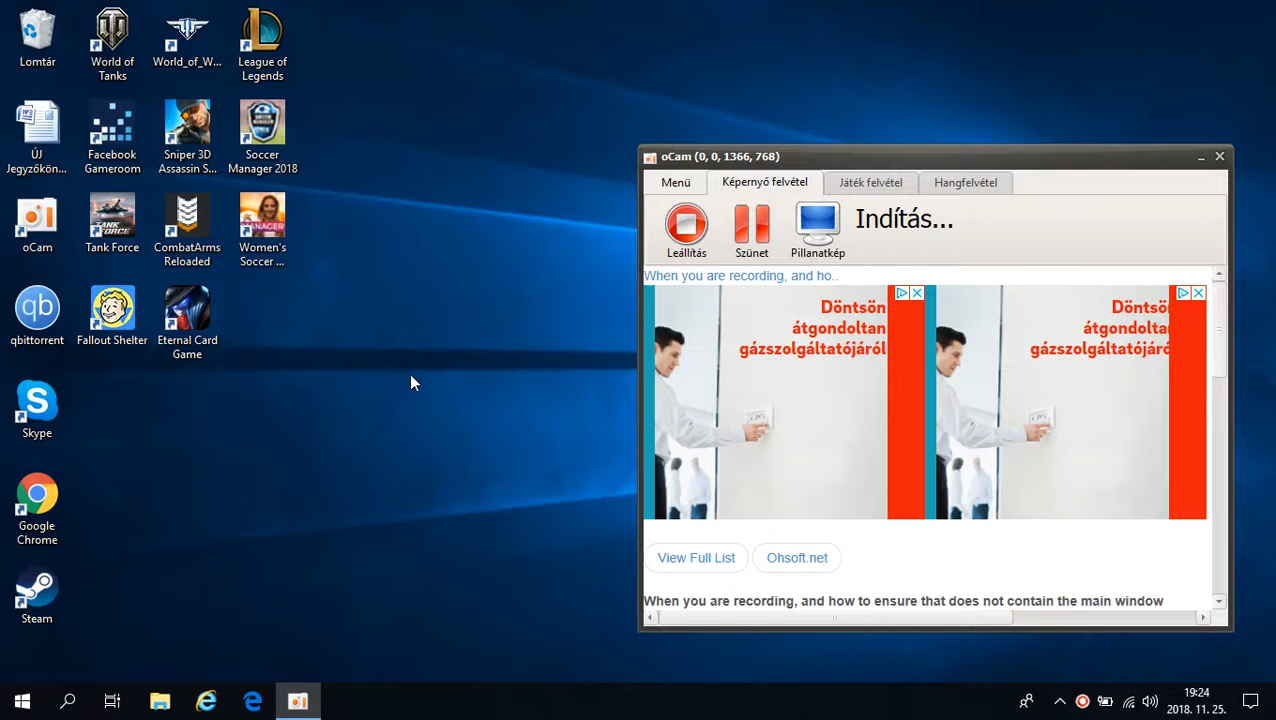 Lomtár
World of
Tanks
World_of_W...
League of
Legends
ÚJ
Jegyzőkön...
Facebook
Gameroom
Sniper 3D
Assassin S...
Soccer
Manager 2018
oCam
Tank Force
CombatArms
Reloaded
Women's
Soccer ...
qb
qbittorrent
Fallout Shelter
Eternal Card
Game
Skype
Google
Chrome
Steam
oCam (0, 0, 1366, 768)
Menü
Képernyő felvétel
Játék felvétel
Hangfelvétel
Leállítás
Szünet
Pillanatkép
Indítás...
When you are recording, and ho..
Döntsön
átgondoltan
gázszolgáltatójáról
Döntsön
átgondoltan
gázszolgáltatójáró
View Full List
Ohsoft.net
When you are recording, and how to ensure that does not contain the main window
19:24
2018. 11. 25.